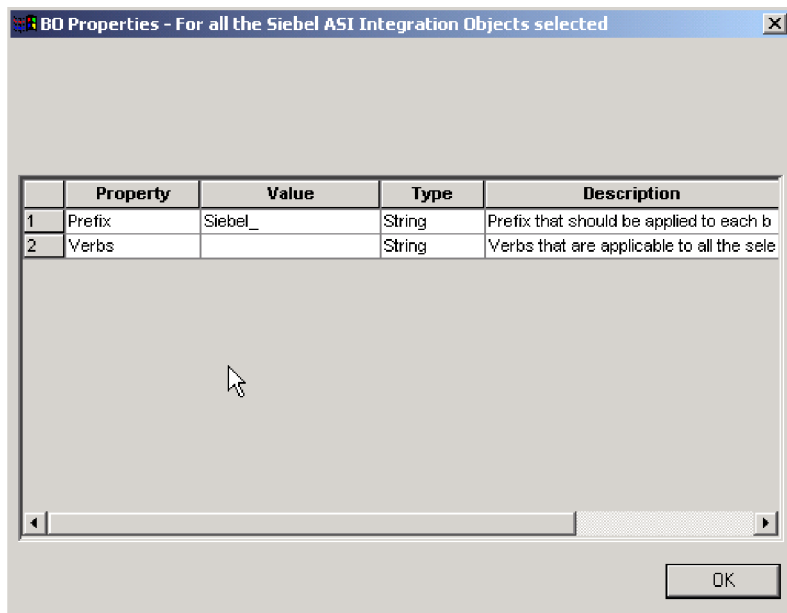 BO Properties - For all the Siebel ASI Integration Objects selected
Property Value Type Description
1 Prefix Siebel_ String Prefix that should be applied to each b
2 Verbs String Verbs that are applicable to all the sele
OK